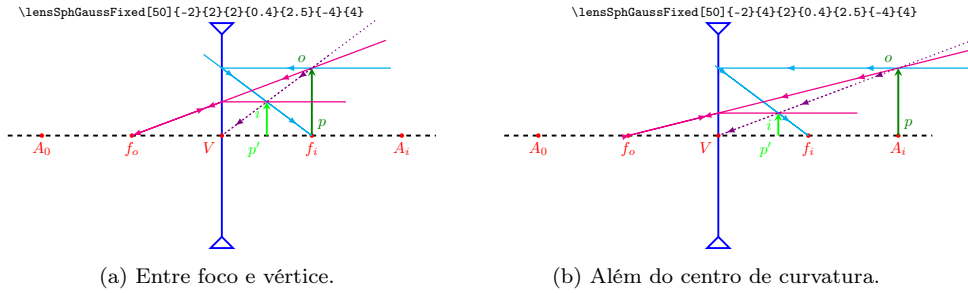 \lensSphGaussFixed[50]{-2}{2}{2}{0.4}{2.5}{-4}{4}
o
i
p
A0 fo V p′ fi Ai
(a) Entre foco e vértice.
\lensSphGaussFixed[50]{-2}{4}{2}{0.4}{2.5}{-4}{4}
o
i
p
A0 fo V p′ fi Ai
(b) Além do centro de curvatura.